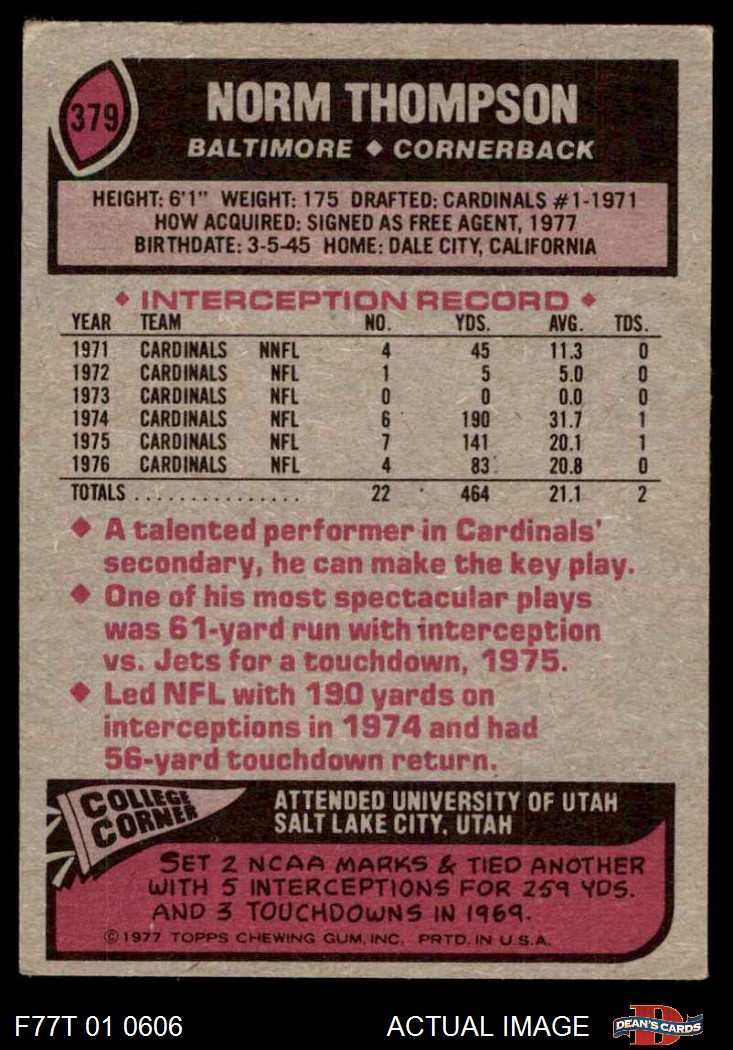 379
NORM THOMPSON
BALTIMORE ♦ CORNERBACK
HEIGHT: 6'1" WEIGHT: 175 DRAFTED: CARDINALS #1-1971
HOW ACQUIRED: SIGNED AS FREE AGENT, 1977
BIRTHDATE: 3-5-45 HOME: DALE CITY, CALIFORNIA
♦ INTERCEPTION RECORD ♦
YEAR TEAM NO. YDS. AVG. TDS.
1971 CARDINALS NNFL 4 45 11.3 0
1972 CARDINALS NFL 1 5 5.0 0
1973 CARDINALS NFL 0 0 0.0 0
1974 CARDINALS NFL 6 190 31.7 1
1975 CARDINALS NFL 7 141 20.1 1
1976 CARDINALS NFL 4 83 20.8 0
TOTALS ............... 22 464 21.1 2
♦ A talented performer in Cardinals'
secondary, he can make the key play.
♦ One of his most spectacular plays
was 61-yard run with interception
vs. Jets for a touchdown, 1975.
♦ Led NFL with 190 yards on
interceptions in 1974 and had
56-yard touchdown return.
COLLEGE
CORNER
ATTENDED UNIVERSITY OF UTAH
SALT LAKE CITY, UTAH
SET 2 NCAA MARKS & TIED ANOTHER
WITH 5 INTERCEPTIONS FOR 259 YDS.
AND 3 TOUCHDOWNS IN 1969.
© 1977 TOPPS CHEWING GUM, INC. PRTD. IN U.S.A.
F77T 01 0606 ACTUAL IMAGE
D
DEAN'S CARDS